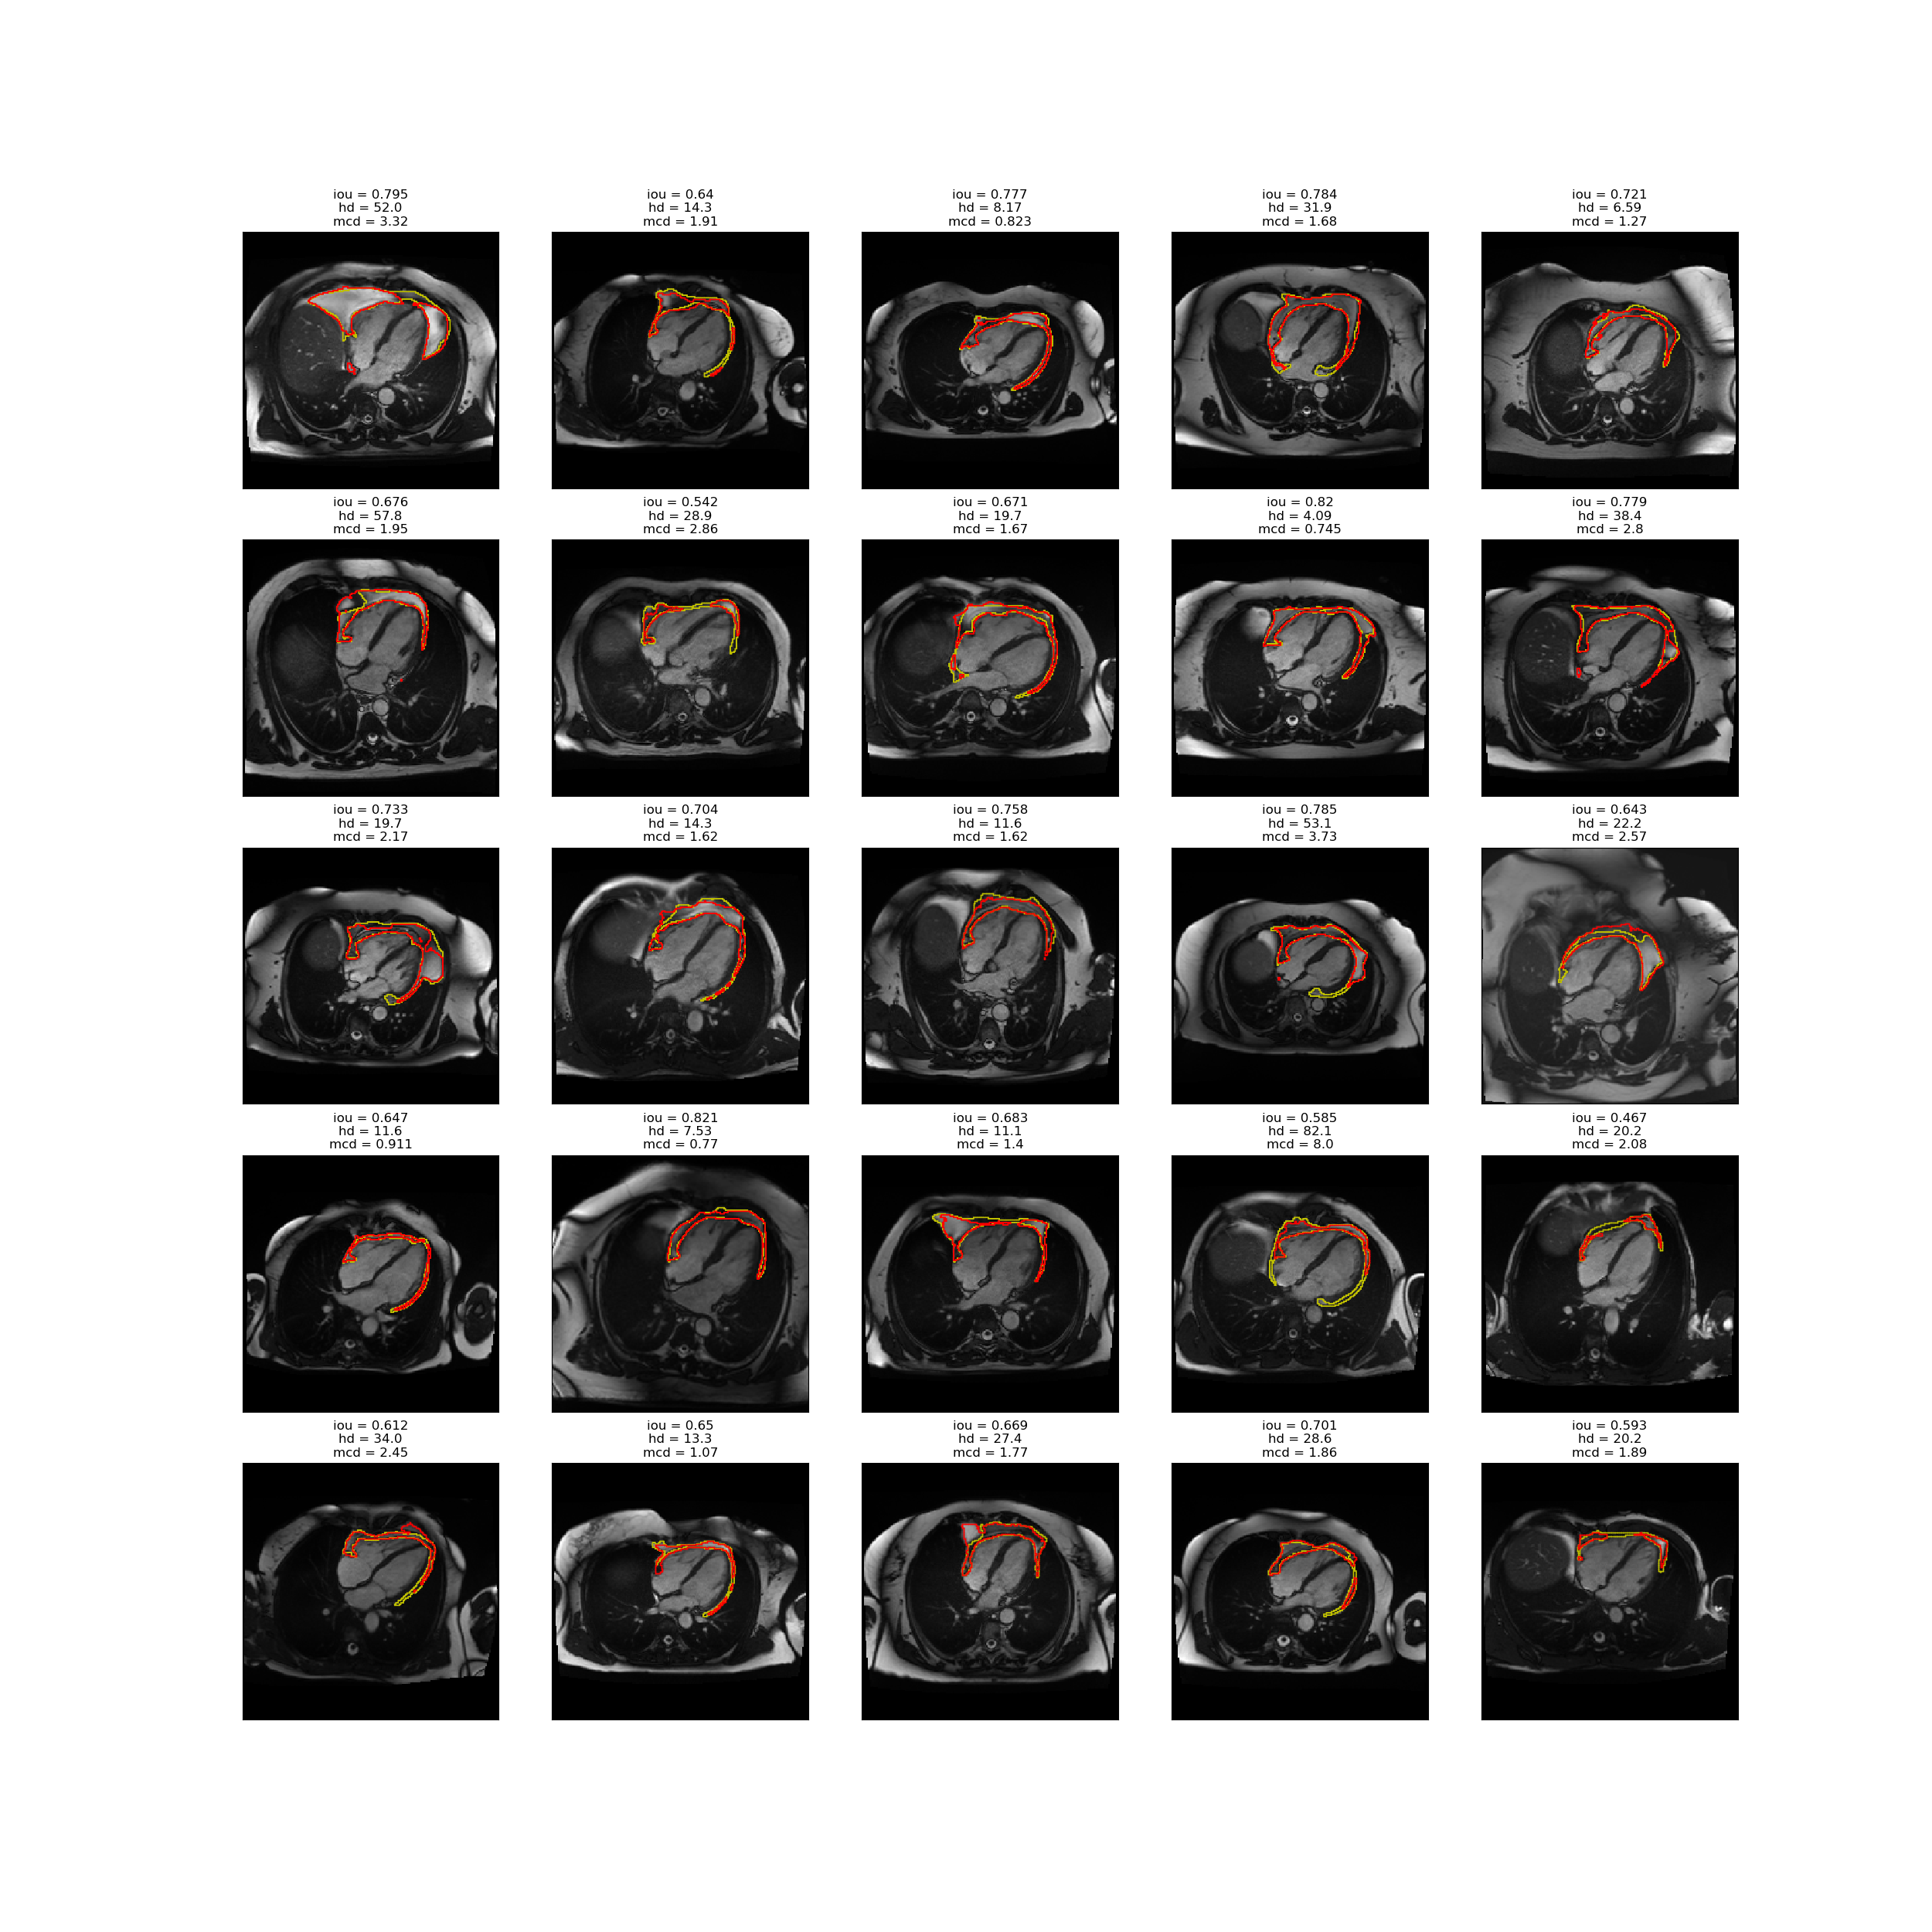 iou = 0.795
hd = 52.0
mcd = 3.32
iou = 0.64
hd = 14.3
mcd = 1.91
iou = 0.777
hd = 8.17
mcd = 0.823
iou = 0.784
hd = 31.9
mcd = 1.68
iou = 0.721
hd = 6.59
mcd = 1.27
iou = 0.676
hd = 57.8
mcd = 1.95
iou = 0.542
hd = 28.9
mcd = 2.86
iou = 0.671
hd = 19.7
mcd = 1.67
iou = 0.82
hd = 4.09
mcd = 0.745
iou = 0.779
hd = 38.4
mcd = 2.8
iou = 0.733
hd = 19.7
mcd = 2.17
iou = 0.704
hd = 14.3
mcd = 1.62
iou = 0.758
hd = 11.6
mcd = 1.62
iou = 0.785
hd = 53.1
mcd = 3.73
iou = 0.643
hd = 22.2
mcd = 2.57
iou = 0.647
hd = 11.6
mcd = 0.911
iou = 0.821
hd = 7.53
mcd = 0.77
iou = 0.683
hd = 11.1
mcd = 1.4
iou = 0.585
hd = 82.1
mcd = 8.0
iou = 0.467
hd = 20.2
mcd = 2.08
iou = 0.612
hd = 34.0
mcd = 2.45
iou = 0.65
hd = 13.3
mcd = 1.07
iou = 0.669
hd = 27.4
mcd = 1.77
iou = 0.701
hd = 28.6
mcd = 1.86
iou = 0.593
hd = 20.2
mcd = 1.89